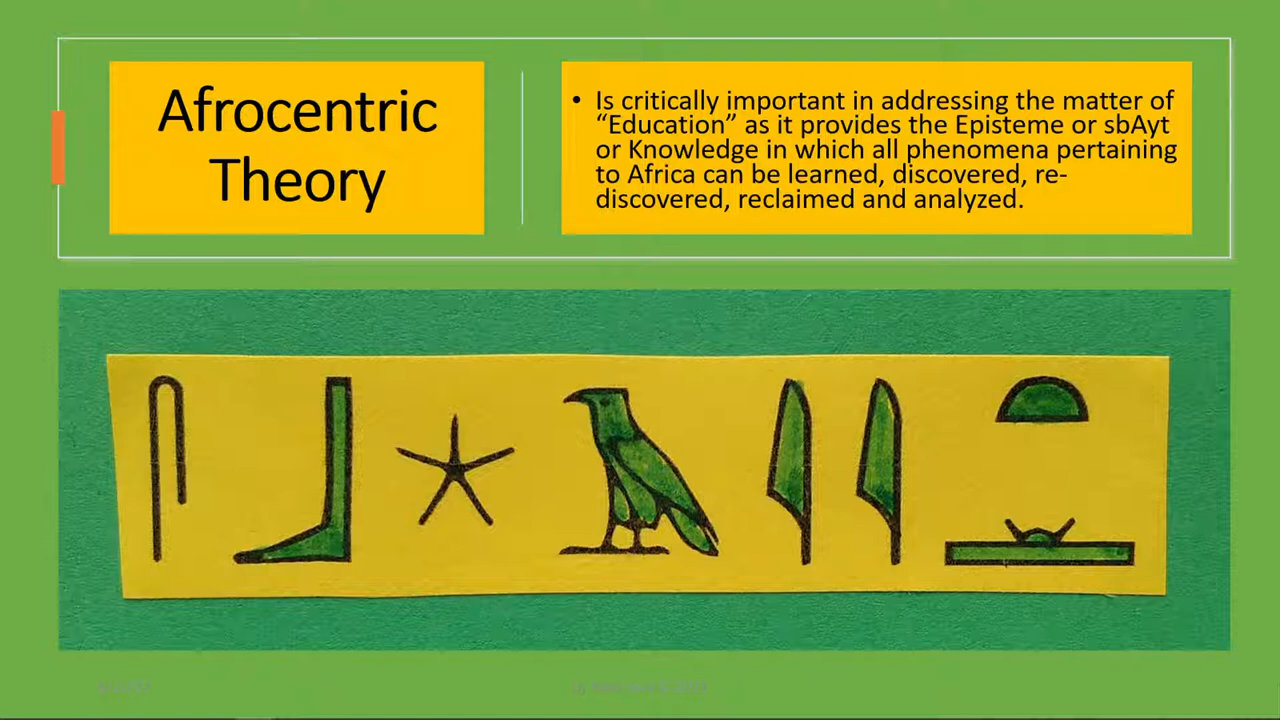 Afrocentric
Theory
• Is critically important in addressing the matter of
“Education” as it provides the Episteme or sbAyt
or Knowledge in which all phenomena pertaining
to Africa can be learned, discovered, re-
discovered, reclaimed and analyzed.
𓋴𓃀𓇼𓄿𓇋𓇋𓏏𓏛